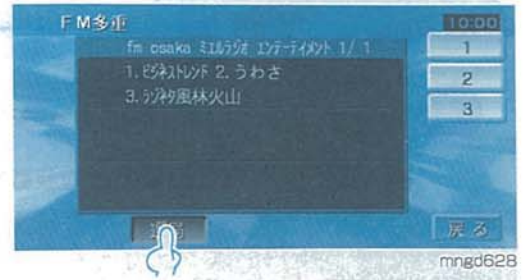 FM多重 10:00
fm osaka ミエルラジオ エンテーテイメント 1/ 1
1. ビジネストレンド 2. うわさ
3. ラジネタ風林火山
1
2
3
選局
戻る
mngd628